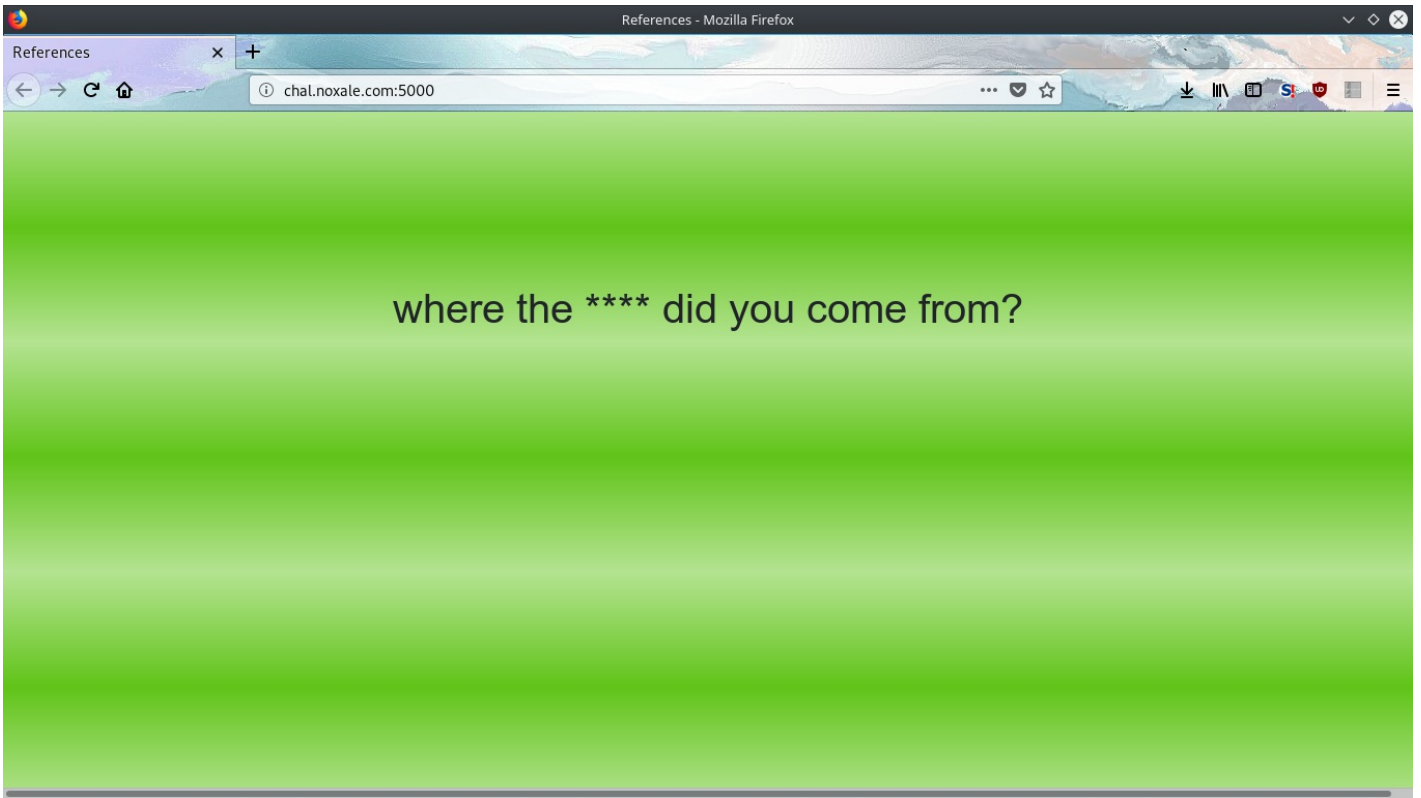 References - Mozilla Firefox
References
chal.noxale.com:5000
where the **** did you come from?